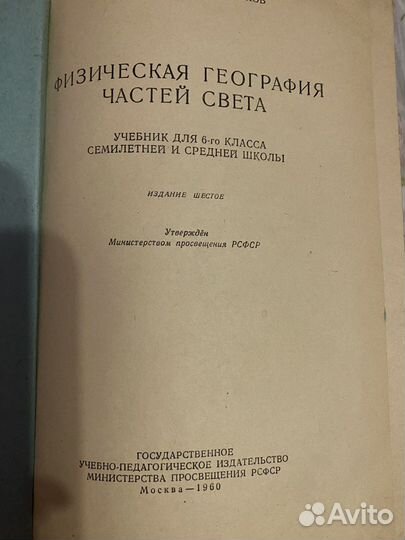 ФИЗИЧЕСКАЯ ГЕОГРАФИЯ
ЧАСТЕЙ СВЕТА
УЧЕБНИК ДЛЯ 6-го КЛАССА
СЕМИЛЕТНЕЙ И СРЕДНЕЙ ШКОЛЫ
ИЗДАНИЕ ШЕСТОЕ
Утверждён
Министерством просвещения РСФСР
ГОСУДАРСТВЕННОЕ
УЧЕБНО-ПЕДАГОГИЧЕСКОЕ ИЗДАТЕЛЬСТВО
МИНИСТЕРСТВА ПРОСВЕЩЕНИЯ РСФСР
Москва — 1960
Avito